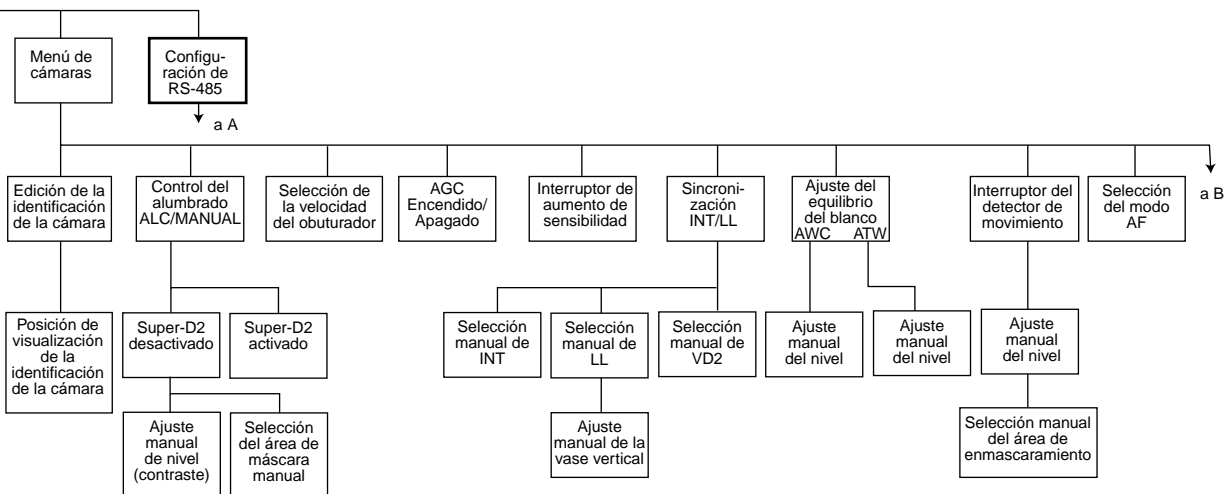 Menú de
cámaras
Configu-
ración de
RS-485
a A
Edición de la
identificación
de la cámara
Control del
alumbrado
ALC/MANUAL
Selección de
la velocidad
del obturador
AGC
Encendido/
Apagado
Interruptor de
aumento de
sensibilidad
Sincroni-
zación
INT/LL
Ajuste del
equilibrio
del blanco
AWC ATW
Interruptor del
detector de
movimiento
Selección
del modo
AF
a B
Posición de
visualización
de la
identificación
de la cámara
Super-D2
desactivado
Super-D2
activado
Selección
manual de
INT
Selección
manual de
LL
Selección
manual de
VD2
Ajuste
manual
del nivel
Ajuste
manual
del nivel
Ajuste
manual
del nivel
Ajuste
manual
de nivel
(contraste)
Selección
del área de
máscara
manual
Ajuste
manual de la
vase vertical
Selección manual
del área de
enmascaramiento